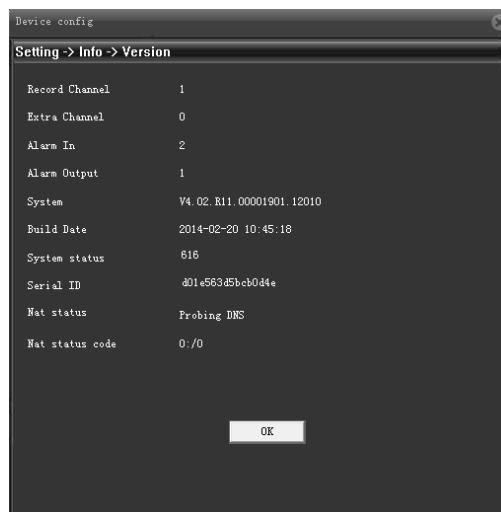 Device config
Setting -> Info -> Version
Record Channel 1
Extra Channel 0
Alarm In 2
Alarm Output 1
System V4.02.R11.00001901.12010
Build Date 2014-02-20 10:45:18
System status 616
Serial ID d01e563d5bcb0d4e
Nat status Probing DNS
Nat status code 0:/0
OK